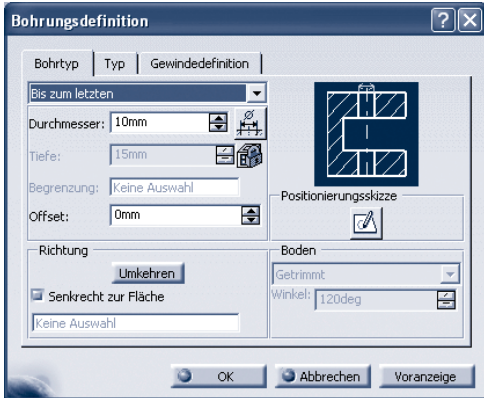 Bohrungsdefinition
Bohrtyp Typ Gewindedefinition
Bis zum letzten
Durchmesser: 10mm
Tiefe: 15mm
Begrenzung: Keine Auswahl
Offset: 0mm
Positionierungsskizze
Richtung
Umkehren
Senkrecht zur Fläche
Keine Auswahl
Boden
Getrimmt
Winkel: 120deg
OK Abbrechen Voranzeige